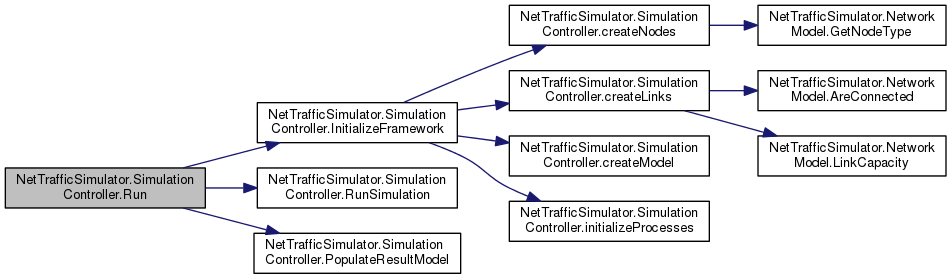 NetTrafficSimulator.Simulation
Controller.Run
NetTrafficSimulator.Simulation
Controller.InitializeFramework
NetTrafficSimulator.Simulation
Controller.RunSimulation
NetTrafficSimulator.Simulation
Controller.PopulateResultModel
NetTrafficSimulator.Simulation
Controller.createNodes
NetTrafficSimulator.Simulation
Controller.createLinks
NetTrafficSimulator.Simulation
Controller.createModel
NetTrafficSimulator.Simulation
Controller.initializeProcesses
NetTrafficSimulator.Network
Model.GetNodeType
NetTrafficSimulator.Network
Model.AreConnected
NetTrafficSimulator.Network
Model.LinkCapacity